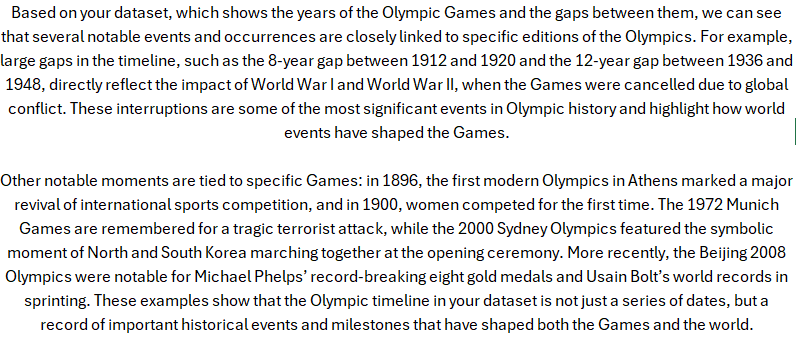 Based on your dataset, which shows the years of the Olympic Games and the gaps between them, we can see
that several notable events and occurrences are closely linked to specific editions of the Olympics. For example,
large gaps in the timeline, such as the 8-year gap between 1912 and 1920 and the 12-year gap between 1936 and
1948, directly reflect the impact of World War I and World War II, when the Games were cancelled due to global
conflict. These interruptions are some of the most significant events in Olympic history and highlight how world
events have shaped the Games.
Other notable moments are tied to specific Games: in 1896, the first modern Olympics in Athens marked a major
revival of international sports competition, and in 1900, women competed for the first time. The 1972 Munich
Games are remembered for a tragic terrorist attack, while the 2000 Sydney Olympics featured the symbolic
moment of North and South Korea marching together at the opening ceremony. More recently, the Beijing 2008
Olympics were notable for Michael Phelps’ record-breaking eight gold medals and Usain Bolt’s world records in
sprinting. These examples show that the Olympic timeline in your dataset is not just a series of dates, but a
record of important historical events and milestones that have shaped both the Games and the world.